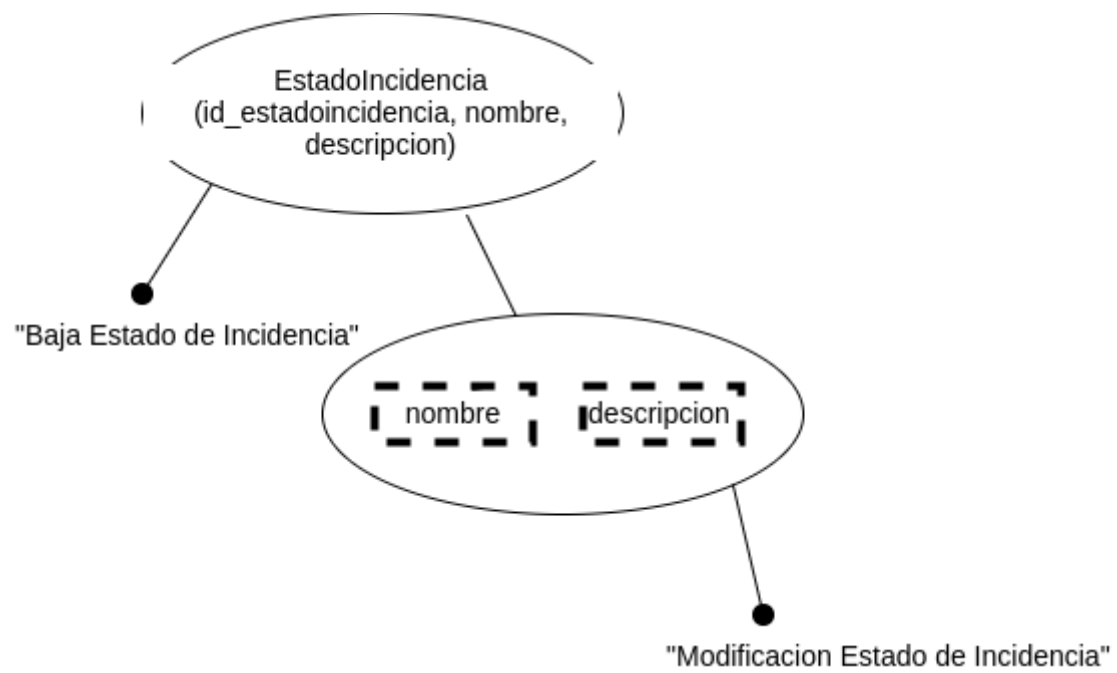 EstadoIncidencia
(id_estadoincidencia, nombre,
descripcion)
"Baja Estado de Incidencia"
nombre
descripcion
"Modificacion Estado de Incidencia"